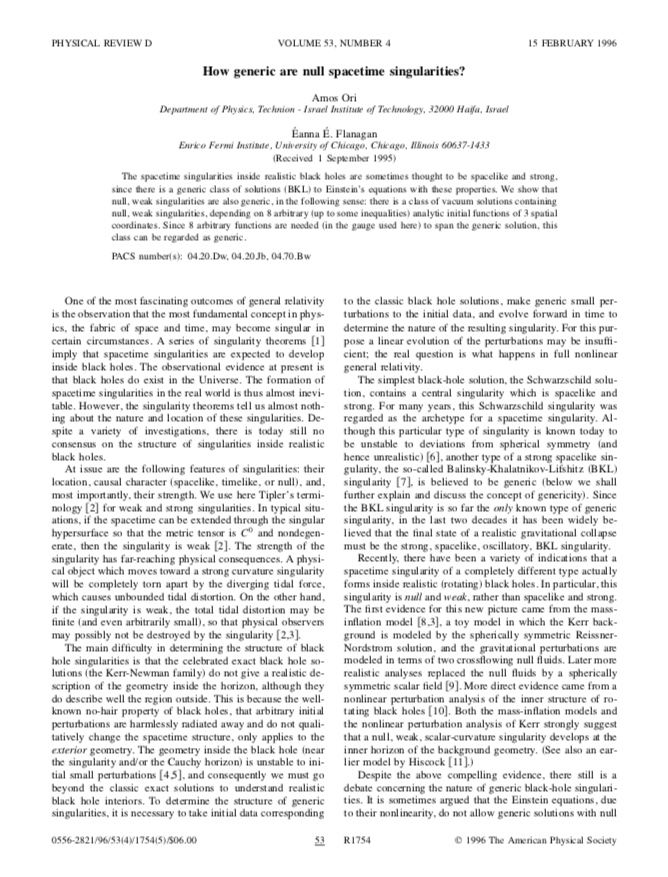 PHYSICAL REVIEW D VOLUME 53, NUMBER 4 15 FEBRUARY 1996
How generic are null spacetime singularities?
Amos Ori
Department of Physics, Technion - Israel Institute of Technology, 32000 Haifa, Israel
Éanna É. Flanagan
Enrico Fermi Institute, University of Chicago, Chicago, Illinois 60637-1433
(Received 1 September 1995)
The spacetime singularities inside realistic black holes are sometimes thought to be spacelike and strong,
since there is a generic class of solutions (BKL) to Einstein's equations with these properties. We show that
null, weak singularities are also generic, in the following sense: there is a class of vacuum solutions containing
null, weak singularities, depending on 8 arbitrary (up to some inequalities) analytic initial functions of 3 spatial
coordinates. Since 8 arbitrary functions are needed (in the gauge used here) to span the generic solution, this
class can be regarded as generic.
PACS number(s): 04.20.Dw, 04.20.Jb, 04.70.Bw
One of the most fascinating outcomes of general relativity
is the observation that the most fundamental concept in phys-
ics, the fabric of space and time, may become singular in
certain circumstances. A series of singularity theorems [1]
imply that spacetime singularities are expected to develop
inside black holes. The observational evidence at present is
that black holes do exist in the Universe. The formation of
spacetime singularities in the real world is thus almost inevi-
table. However, the singularity theorems tell us almost noth-
ing about the nature and location of these singularities. De-
spite a variety of investigations, there is today still no
consensus on the structure of singularities inside realistic
black holes.
At issue are the following features of singularities: their
location, causal character (spacelike, timelike, or null), and,
most importantly, their strength. We use here Tipler's termi-
nology [2] for weak and strong singularities. In typical situ-
ations, if the spacetime can be extended through the singular
hypersurface so that the metric tensor is C⁰ and nondegen-
erate, then the singularity is weak [2]. The strength of the
singularity has far-reaching physical consequences. A physi-
cal object which moves toward a strong curvature singularity
will be completely torn apart by the diverging tidal force,
which causes unbounded tidal distortion. On the other hand,
if the singularity is weak, the total tidal distortion may be
finite (and even arbitrarily small), so that physical observers
may possibly not be destroyed by the singularity [2,3].
The main difficulty in determining the structure of black
hole singularities is that the celebrated exact black hole so-
lutions (the Kerr-Newman family) do not give a realistic de-
scription of the geometry inside the horizon, although they
do describe well the region outside. This is because the well-
known no-hair property of black holes, that arbitrary initial
perturbations are harmlessly radiated away and do not quali-
tatively change the spacetime structure, only applies to the
exterior geometry. The geometry inside the black hole (near
the singularity and/or the Cauchy horizon) is unstable to ini-
tial small perturbations [4,5], and consequently we must go
beyond the classic exact solutions to understand realistic
black hole interiors. To determine the structure of generic
singularities, it is necessary to take initial data corresponding
to the classic black hole solutions, make generic small per-
turbations to the initial data, and evolve forward in time to
determine the nature of the resulting singularity. For this pur-
pose a linear evolution of the perturbations may be insuffi-
cient; the real question is what happens in full nonlinear
general relativity.
The simplest black-hole solution, the Schwarzschild solu-
tion, contains a central singularity which is spacelike and
strong. For many years, this Schwarzschild singularity was
regarded as the archetype for a spacetime singularity. Al-
though this particular type of singularity is known today to
be unstable to deviations from spherical symmetry (and
hence unrealistic) [6], another type of a strong spacelike sin-
gularity, the so-called Balinsky-Khalatnikov-Lifshitz (BKL)
singularity [7], is believed to be generic (below we shall
further explain and discuss the concept of genericity). Since
the BKL singularity is so far the only known type of generic
singularity, in the last two decades it has been widely be-
lieved that the final state of a realistic gravitational collapse
must be the strong, spacelike, oscillatory, BKL singularity.
Recently, there have been a variety of indications that a
spacetime singularity of a completely different type actually
forms inside realistic (rotating) black holes. In particular, this
singularity is null and weak, rather than spacelike and strong.
The first evidence for this new picture came from the mass-
inflation model [8,3], a toy model in which the Kerr back-
ground is modeled by the spherically symmetric Reissner-
Nordstrom solution, and the gravitational perturbations are
modeled in terms of two crossflowing null fluids. Later more
realistic analyses replaced the null fluids by a spherically
symmetric scalar field [9]. More direct evidence came from a
nonlinear perturbation analysis of the inner structure of ro-
tating black holes [10]. Both the mass-inflation models and
the nonlinear perturbation analysis of Kerr strongly suggest
that a null, weak, scalar-curvature singularity develops at the
inner horizon of the background geometry. (See also an ear-
lier model by Hiscock [11].)
Despite the above compelling evidence, there still is a
debate concerning the nature of generic black-hole singulari-
ties. It is sometimes argued that the Einstein equations, due
to their nonlinearity, do not allow generic solutions with null
0556-2821/96/53(4)/1754(5)/$06.00 53 R1754 © 1996 The American Physical Society